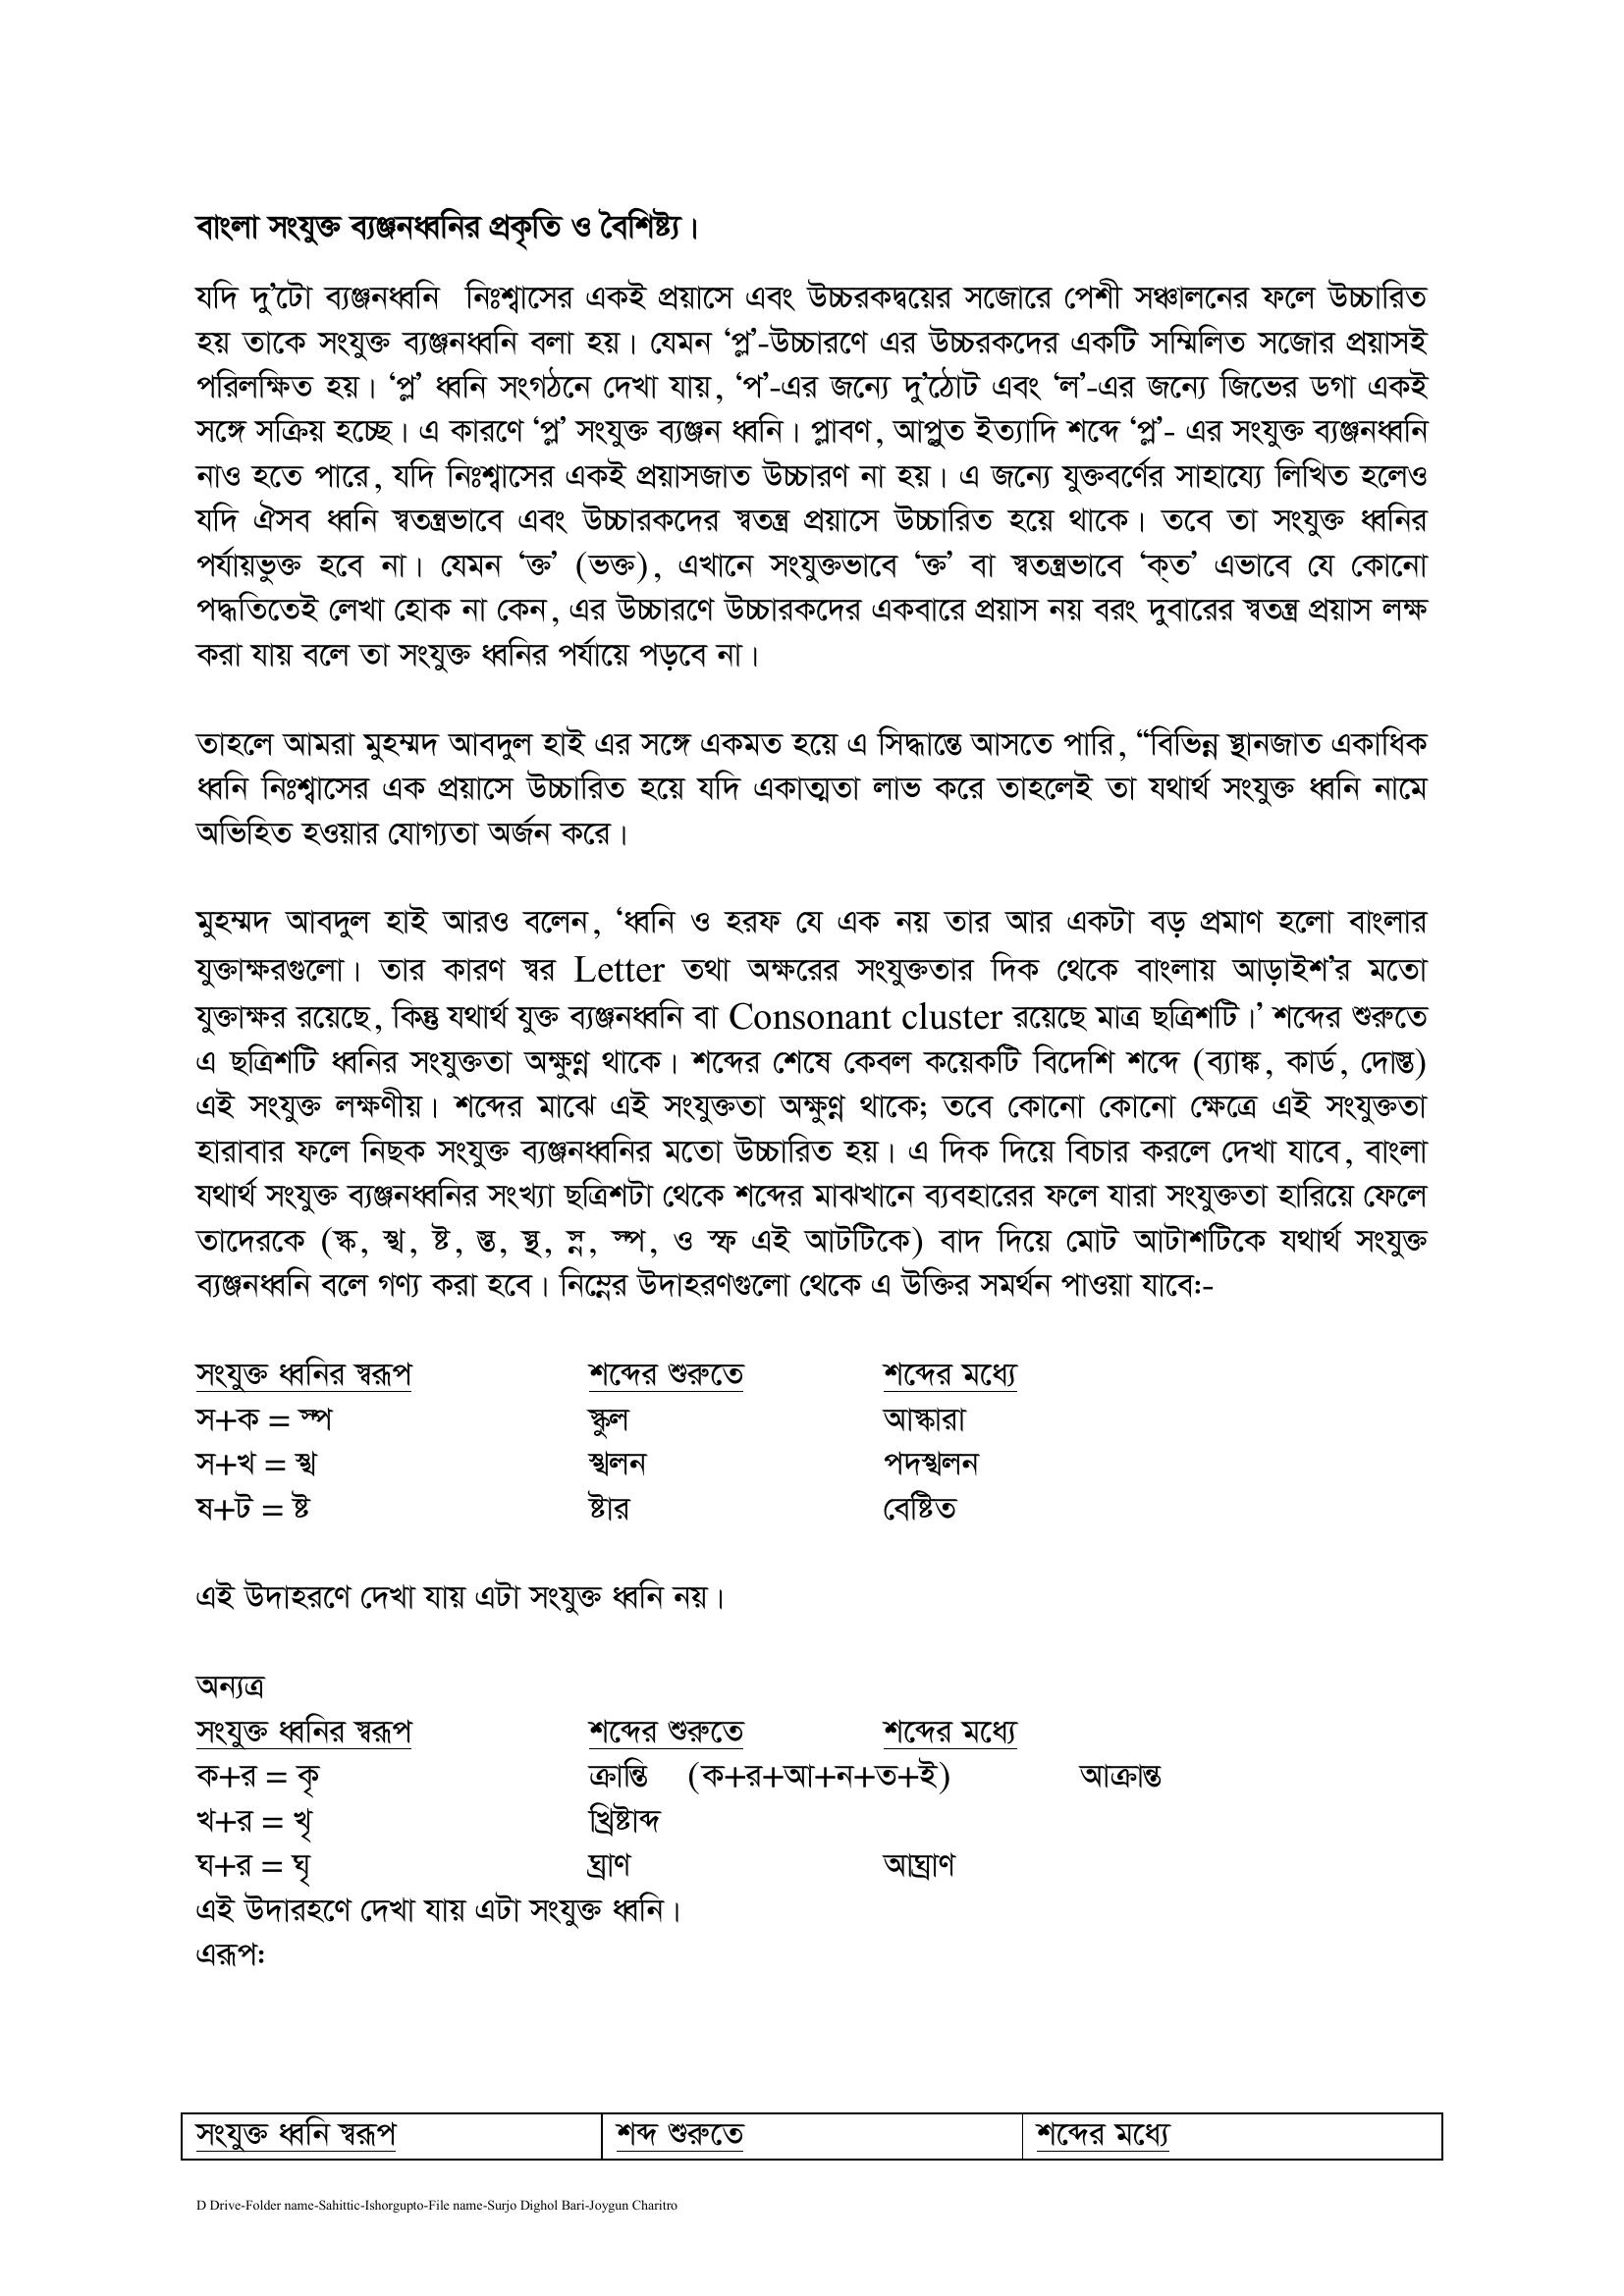 বাংলা সংযুক্ত ব্যঞ্জনধ্বনির প্রকৃতি ও বৈশিষ্ট্য।
যদি দু’টো ব্যঞ্জনধ্বনি নিঃশ্বাসের একই প্রয়াসে এবং উচ্চরকদ্বয়ের সজোরে পেশী সঞ্চালনের ফলে উচ্চারিত
হয় তাকে সংযুক্ত ব্যঞ্জনধ্বনি বলা হয়। যেমন ‘প্ল’-উচ্চারণে এর উচ্চরকদের একটি সম্মিলিত সজোর প্রয়াসই
পরিলক্ষিত হয়। ‘প্ল’ ধ্বনি সংগঠনে দেখা যায়, ‘প’-এর জন্যে দু’ঠোট এবং ‘ল’-এর জন্যে জিভের ডগা একই
সঙ্গে সক্রিয় হচ্ছে। এ কারণে ‘প্ল’ সংযুক্ত ব্যঞ্জন ধ্বনি। প্লাবণ, আপ্লুত ইত্যাদি শব্দে ‘প্ল’- এর সংযুক্ত ব্যঞ্জনধ্বনি
নাও হতে পারে, যদি নিঃশ্বাসের একই প্রয়াসজাত উচ্চারণ না হয়। এ জন্যে যুক্তবর্ণের সাহায্যে লিখিত হলেও
যদি ঐসব ধ্বনি স্বতন্ত্রভাবে এবং উচ্চারকদের স্বতন্ত্র প্রয়াসে উচ্চারিত হয়ে থাকে। তবে তা সংযুক্ত ধ্বনির
পর্যায়ভুক্ত হবে না। যেমন ‘ক্ত’ (ভক্ত), এখানে সংযুক্তভাবে ‘ক্ত’ বা স্বতন্ত্রভাবে ‘ক্‌ত’ এভাবে যে কোনো
পদ্ধতিতেই লেখা হোক না কেন, এর উচ্চারণে উচ্চারকদের একবারে প্রয়াস নয় বরং দুবারের স্বতন্ত্র প্রয়াস লক্ষ
করা যায় বলে তা সংযুক্ত ধ্বনির পর্যায়ে পড়বে না।
তাহলে আমরা মুহম্মদ আবদুল হাই এর সঙ্গে একমত হয়ে এ সিদ্ধান্তে আসতে পারি, “বিভিন্ন স্থানজাত একাধিক
ধ্বনি নিঃশ্বাসের এক প্রয়াসে উচ্চারিত হয়ে যদি একাত্মতা লাভ করে তাহলেই তা যথার্থ সংযুক্ত ধ্বনি নামে
অভিহিত হওয়ার যোগ্যতা অর্জন করে।
মুহম্মদ আবদুল হাই আরও বলেন, ‘ধ্বনি ও হরফ যে এক নয় তার আর একটা বড় প্রমাণ হলো বাংলার
যুক্তাক্ষরগুলো। তার কারণ স্বর Letter তথা অক্ষরের সংযুক্ততার দিক থেকে বাংলায় আড়াইশ’র মতো
যুক্তাক্ষর রয়েছে, কিন্তু যথার্থ যুক্ত ব্যঞ্জনধ্বনি বা Consonant cluster রয়েছে মাত্র ছত্রিশটি।’ শব্দের শুরুতে
এ ছত্রিশটি ধ্বনির সংযুক্ততা অক্ষুণ্ণ থাকে। শব্দের শেষে কেবল কয়েকটি বিদেশি শব্দে (ব্যাঙ্ক, কার্ড, দোস্ত)
এই সংযুক্ত লক্ষণীয়। শব্দের মাঝে এই সংযুক্ততা অক্ষুণ্ণ থাকে; তবে কোনো কোনো ক্ষেত্রে এই সংযুক্ততা
হারাবার ফলে নিছক সংযুক্ত ব্যঞ্জনধ্বনির মতো উচ্চারিত হয়। এ দিক দিয়ে বিচার করলে দেখা যাবে, বাংলা
যথার্থ সংযুক্ত ব্যঞ্জনধ্বনির সংখ্যা ছত্রিশটা থেকে শব্দের মাঝখানে ব্যবহারের ফলে যারা সংযুক্ততা হারিয়ে ফেলে
তাদেরকে (স্ক, স্খ, ষ্ট, স্ত, স্থ, স্ন, স্প, ও স্ফ এই আটটিকে) বাদ দিয়ে মোট আটাশটিকে যথার্থ সংযুক্ত
ব্যঞ্জনধ্বনি বলে গণ্য করা হবে। নিম্নের উদাহরণগুলো থেকে এ উক্তির সমর্থন পাওয়া যাবেঃ-
সংযুক্ত ধ্বনির স্বরূপ শব্দের শুরুতে শব্দের মধ্যে
স+ক = স্প স্কুল আস্কারা
স+খ = স্খ স্খলন পদস্খলন
ষ+ট = ষ্ট ষ্টার বেষ্টিত
এই উদাহরণে দেখা যায় এটা সংযুক্ত ধ্বনি নয়।
অন্যত্র
সংযুক্ত ধ্বনির স্বরূপ শব্দের শুরুতে শব্দের মধ্যে
ক+র = কৃ ক্রান্তি (ক+র+আ+ন+ত+ই) আক্রান্ত
খ+র = খৃ খ্রিষ্টাব্দ
ঘ+র = ঘৃ ঘ্রাণ আঘ্রাণ
এই উদারহণে দেখা যায় এটা সংযুক্ত ধ্বনি।
এরূপঃ
সংযুক্ত ধ্বনি স্বরূপ শব্দ শুরুতে শব্দের মধ্যে
D Drive-Folder name-Sahittic-Ishorgupto-File name-Surjo Dighol Bari-Joygun Charitro